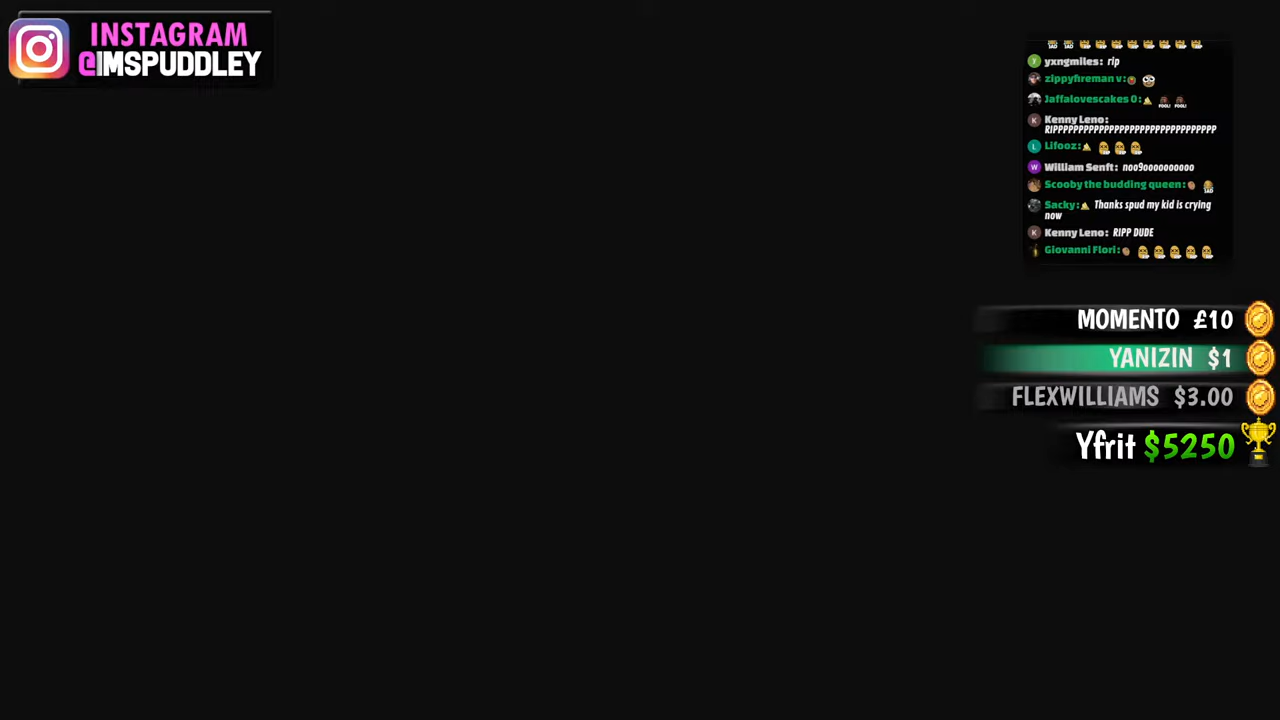 INSTAGRAM
@IMSPUDDLEY
yxngmiles: rip
zippyfireman v:
Jaffalovescakes 0:
Kenny Leno:
RIPPPPPPPPPPPPPPPPPPPPPPPPPPPPPPPP
Lifooz:
William Senft: noo9oooooooooo
Scooby the budding queen:
Sacky: Thanks spud my kid is crying
now
Kenny Leno: RIPP DUDE
Giovanni Flori:
MOMENTO £10
YANIZIN $1
FLEXWILLIAMS $3.00
Yfrit $5250